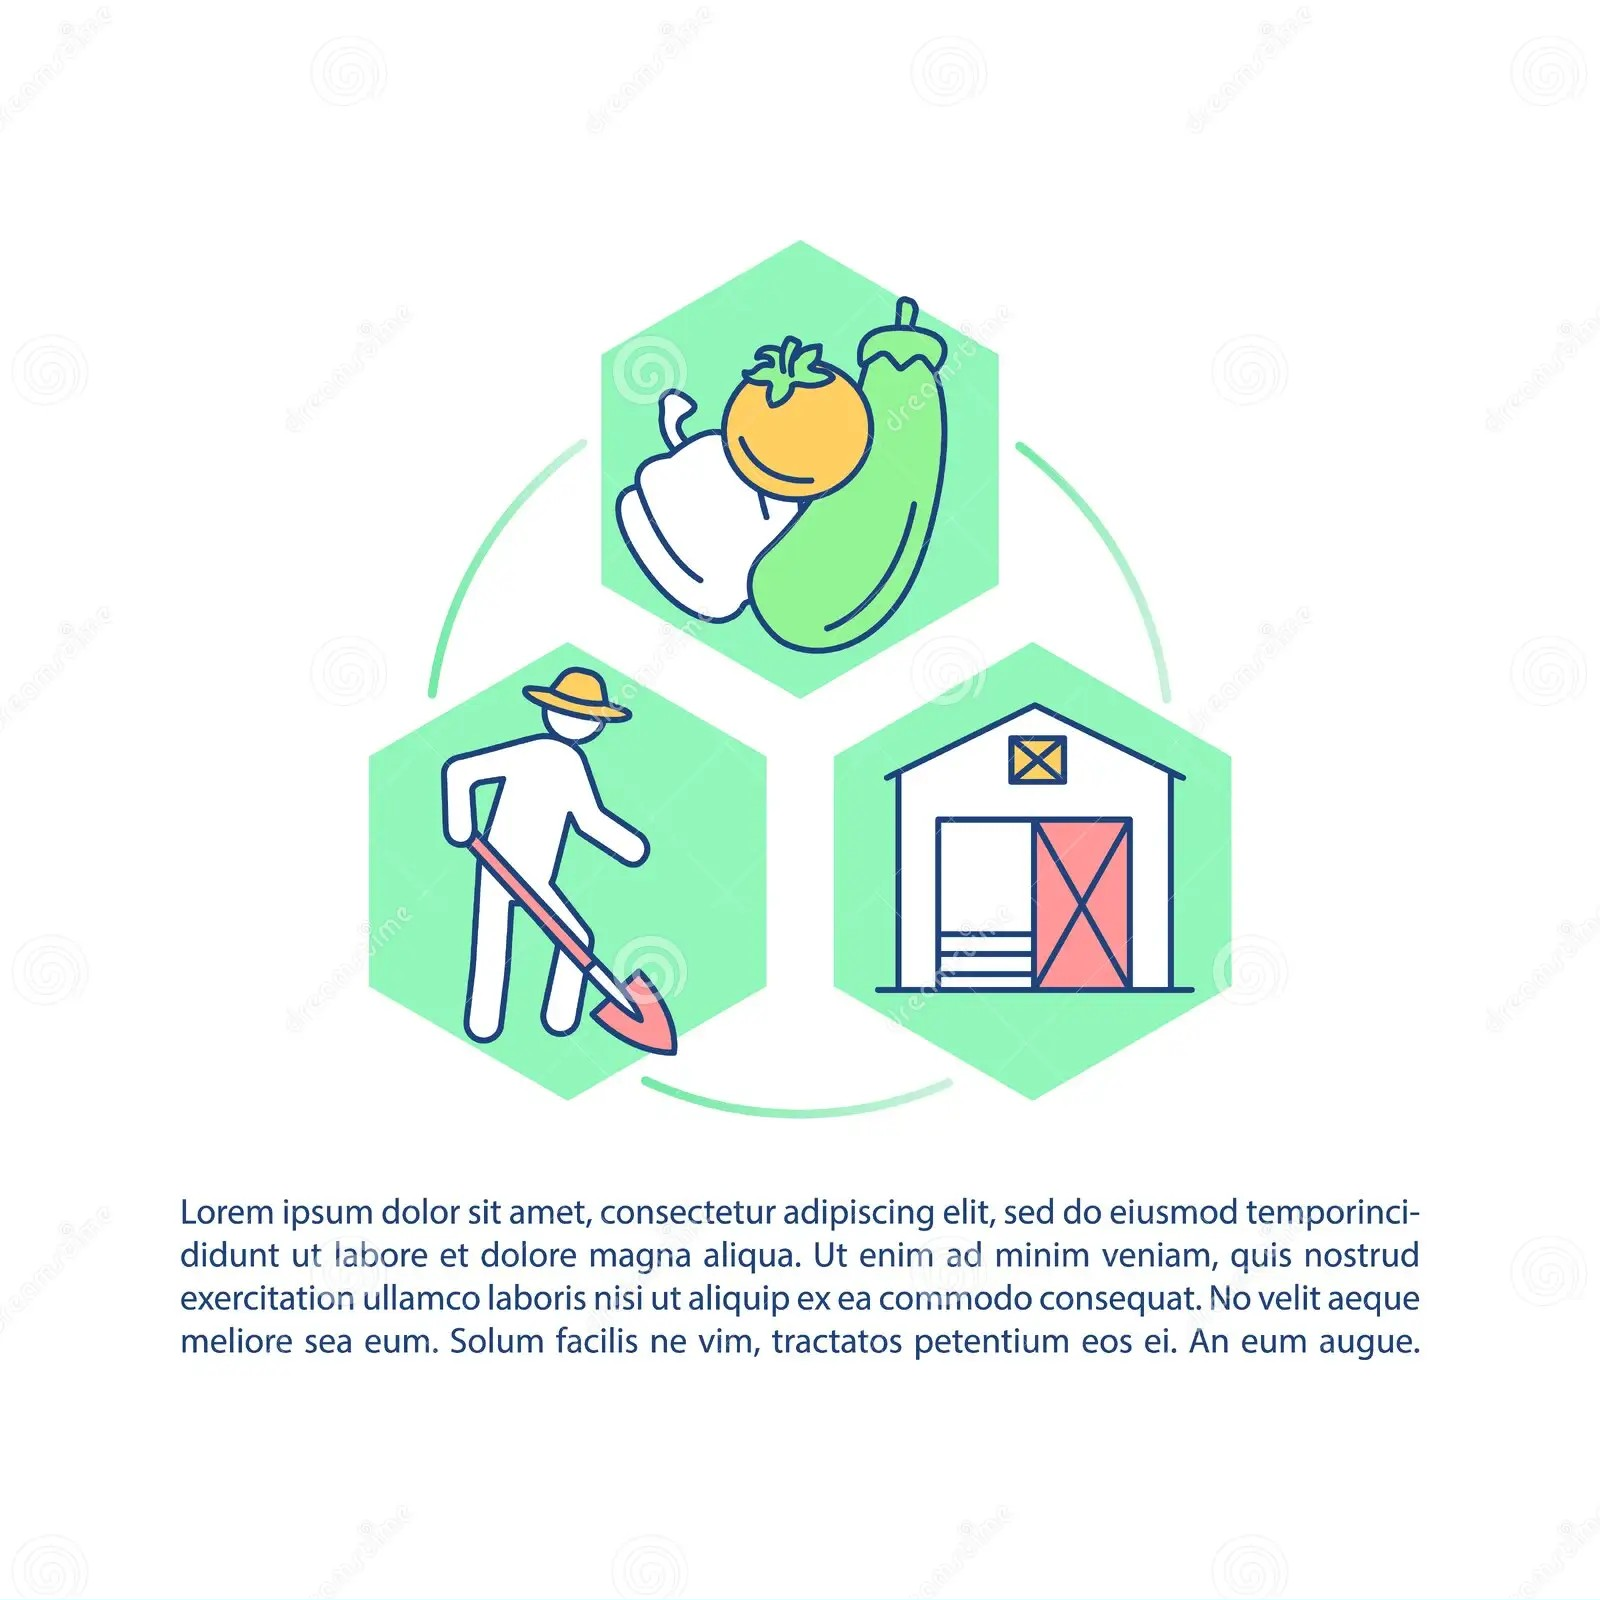 Lorem ipsum dolor sit amet, consectetur adipiscing elit, sed do eiusmod temporinci-
didunt ut labore et dolore magna aliqua. Ut enim ad minim veniam, quis nostrud
exercitation ullamco laboris nisi ut aliquip ex ea commodo consequat. No velit aeque
meliore sea eum. Solum facilis ne vim, tractatos petentium eos ei. An eum augue.